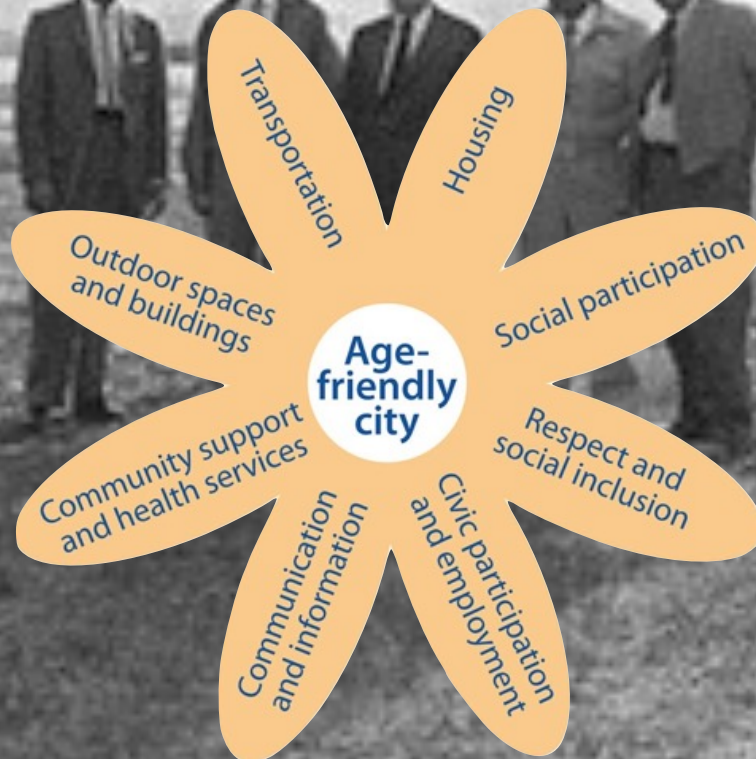 Age-
friendly
city
Transportation
Housing
Social participation
Respect and
social inclusion
Civic participation
and employment
Communication
and information
Community support
and health services
Outdoor spaces
and buildings